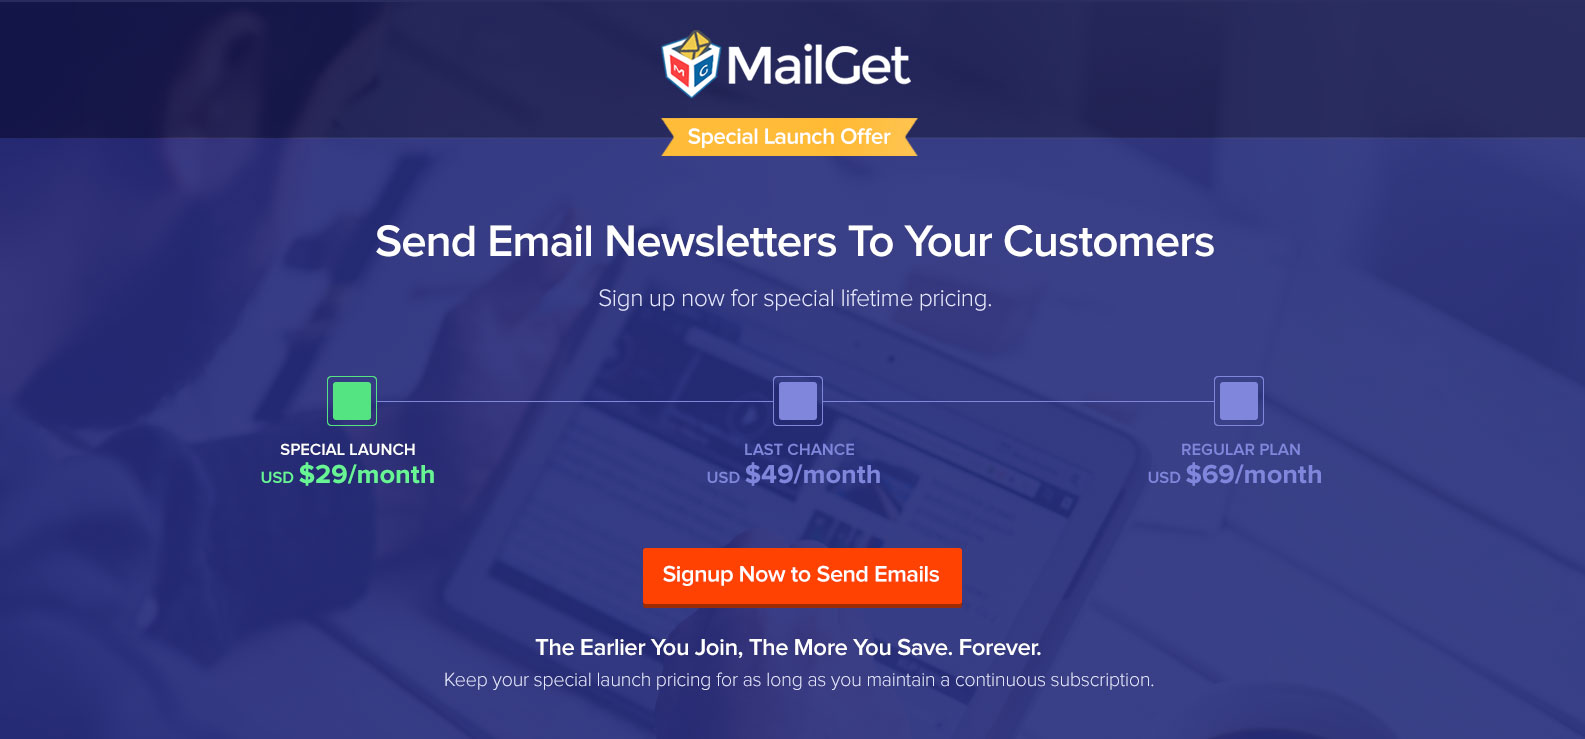 M G MailGet
Special Launch Offer
Send Email Newsletters To Your Customers
Sign up now for special lifetime pricing.
SPECIAL LAUNCH
USD $29/month
LAST CHANCE
USD $49/month
REGULAR PLAN
USD $69/month
Signup Now to Send Emails
The Earlier You Join, The More You Save. Forever.
Keep your special launch pricing for as long as you maintain a continuous subscription.